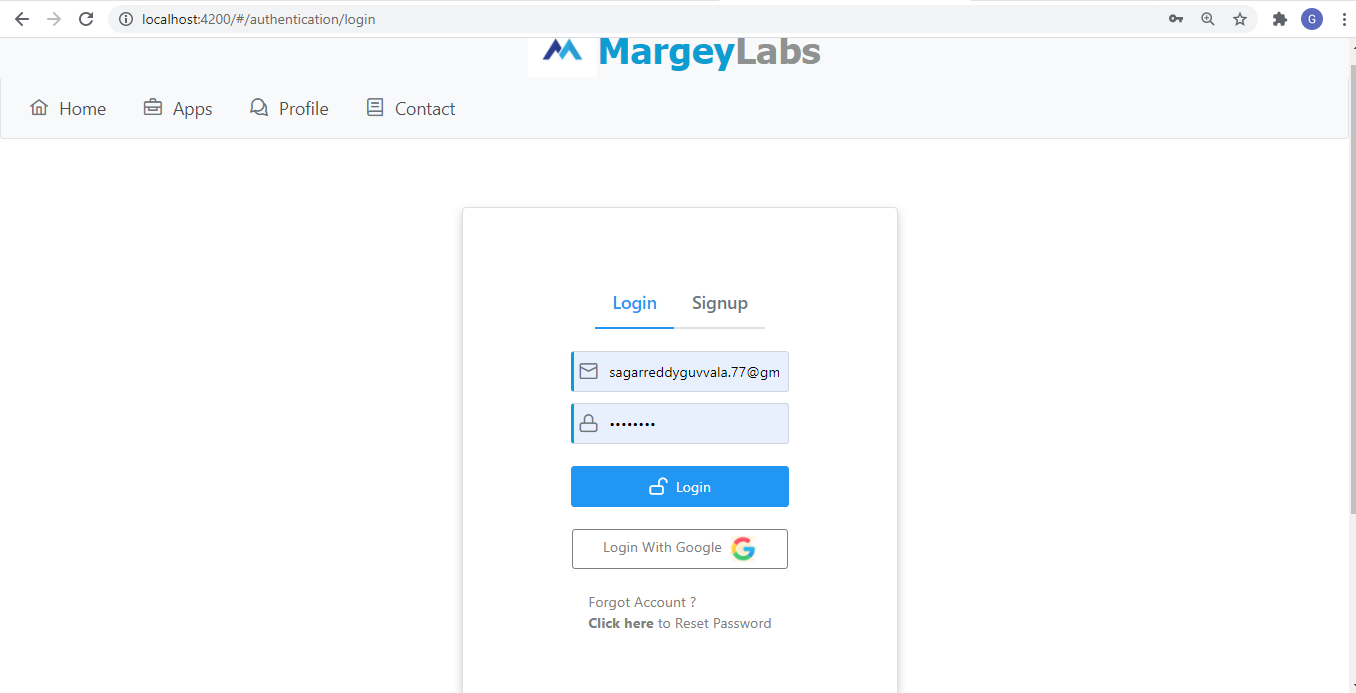 localhost:4200/#/authentication/login
G
MargeyLabs
Home Apps Profile Contact
Login Signup
sagarreddyguvvala.77@gm
••••••••
Login
Login With Google
Forgot Account ?
Click here to Reset Password